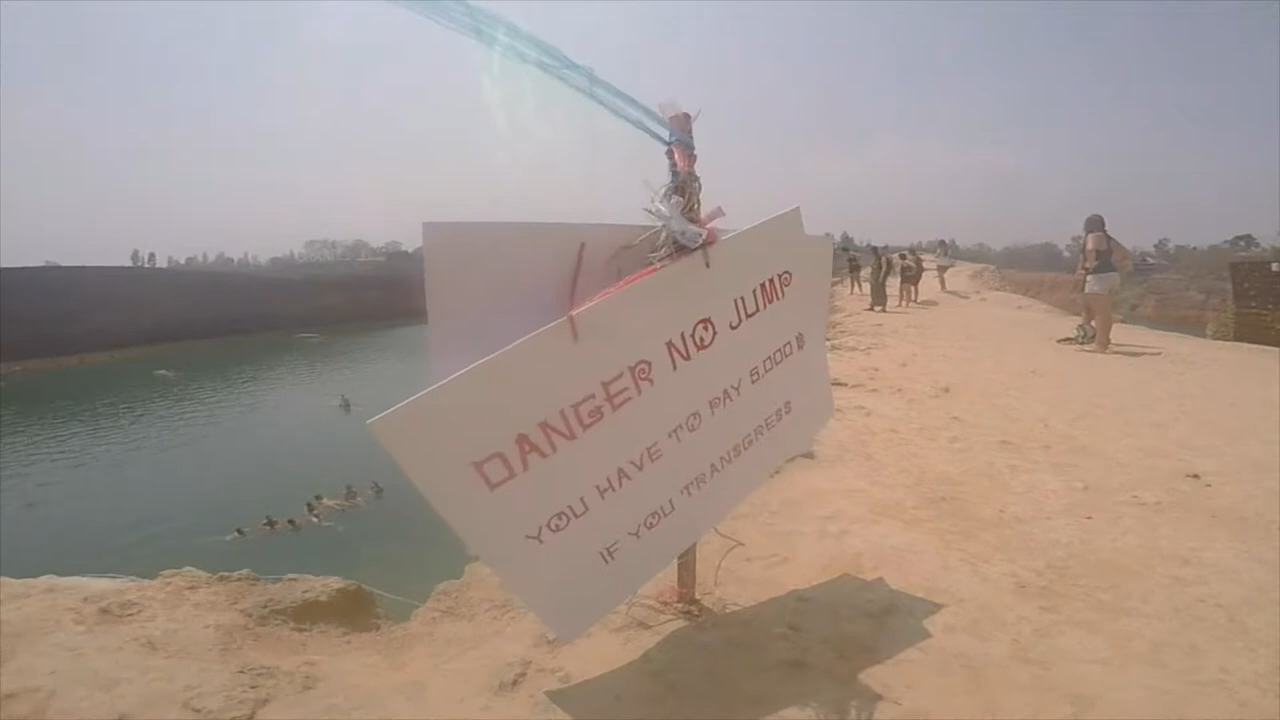 DANGER NO JUMP
YOU HAVE TO PAY 5,000 ฿
IF YOU TRANSGRESS